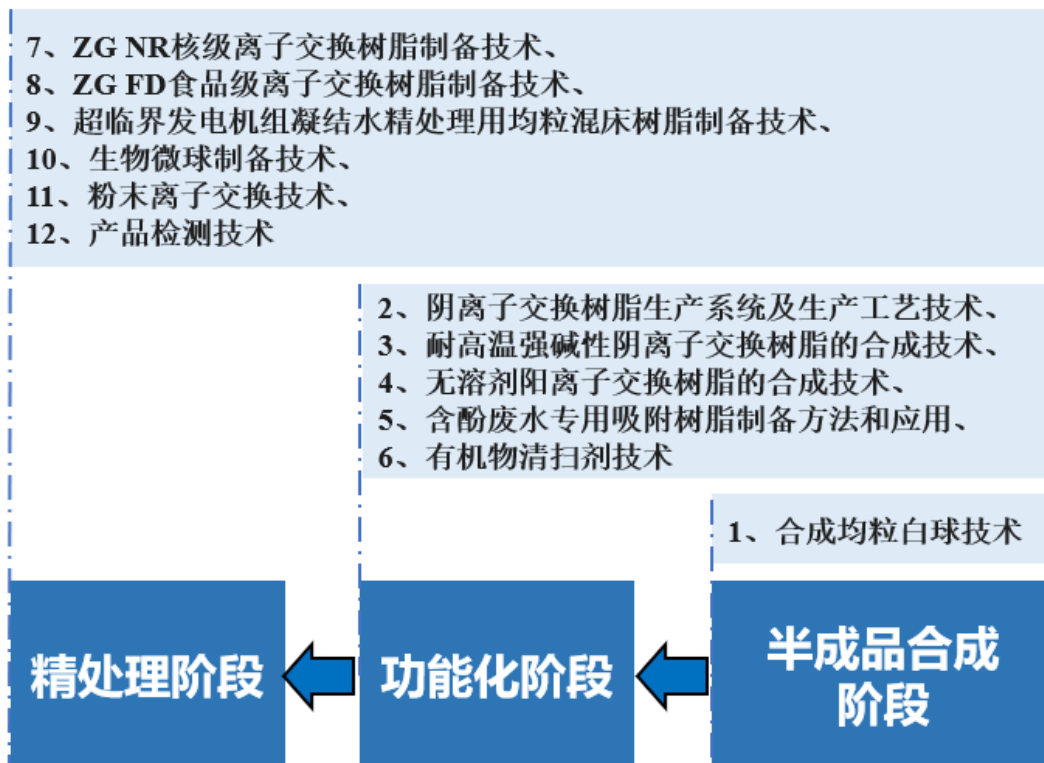 7、ZG NR核级离子交换树脂制备技术、
8、ZG FD食品级离子交换树脂制备技术、
9、超临界发电机组凝结水精处理用均粒混床树脂制备技术、
10、生物微球制备技术、
11、粉末离子交换技术、
12、产品检测技术
2、阴离子交换树脂生产系统及生产工艺技术、
3、耐高温强碱性阴离子交换树脂的合成技术、
4、无溶剂阳离子交换树脂的合成技术、
5、含酚废水专用吸附树脂制备方法和应用、
6、有机物清扫剂技术
1、合成均粒白球技术
精处理阶段
功能化阶段
半成品合成
阶段